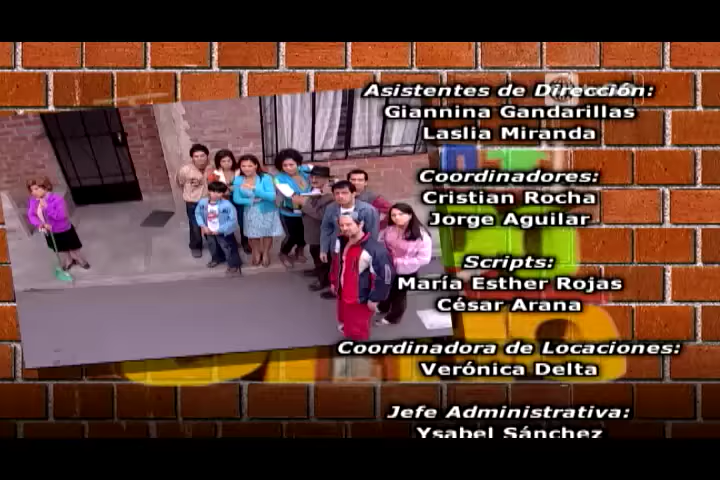 Asistentes de Dirección:
Giannina Gandarillas
Laslia Miranda
Coordinadores:
Cristian Rocha
Jorge Aguilar
Scripts:
María Esther Rojas
César Arana
Coordinadora de Locaciones:
Verónica Delta
Jefe Administrativa:
Ysabel Sánchez